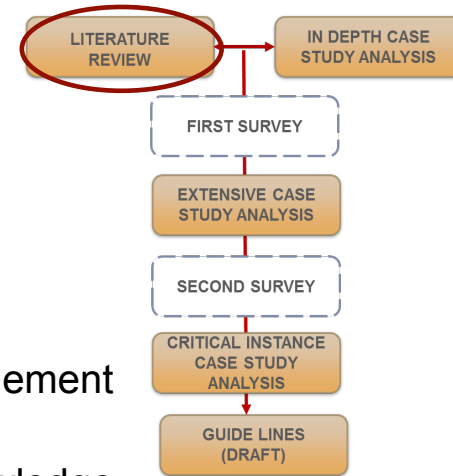 LITERATURE
REVIEW
IN DEPTH CASE
STUDY ANALYSIS
FIRST SURVEY
EXTENSIVE CASE
STUDY ANALYSIS
SECOND SURVEY
CRITICAL INSTANCE
CASE STUDY
ANALYSIS
ement
GUIDE LINES
(DRAFT)